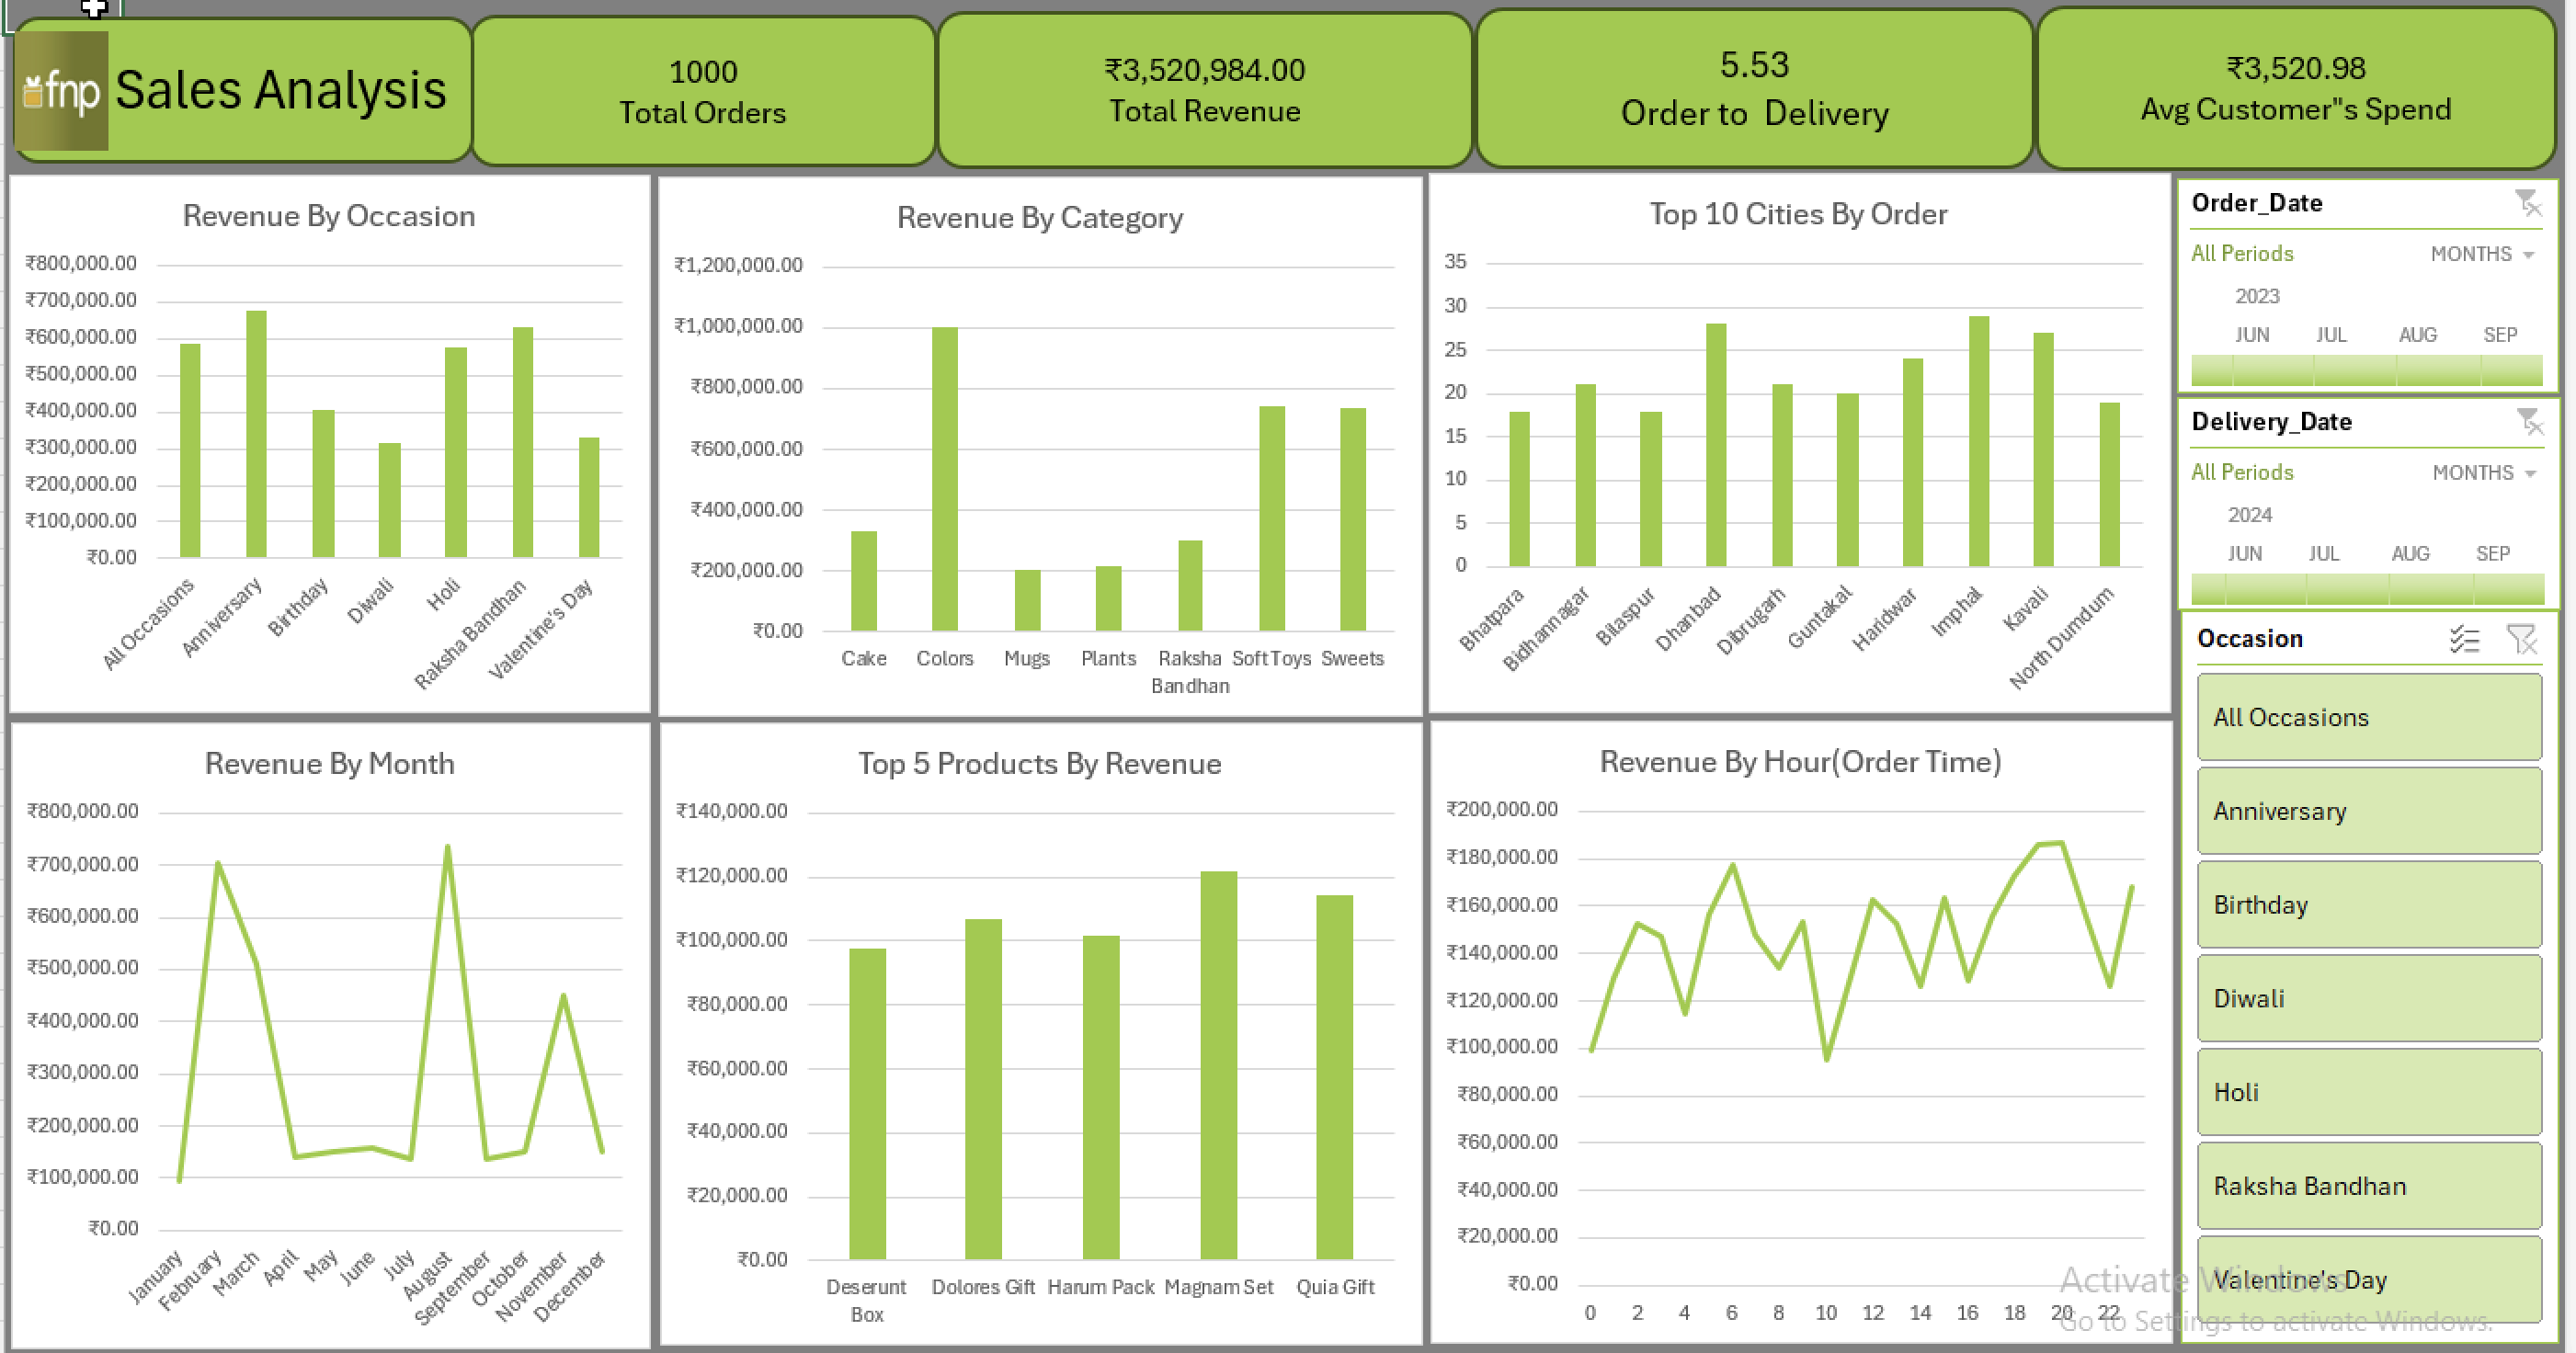 fnp Sales Analysis
1000
Total Orders
₹3,520,984.00
Total Revenue
5.53
Order to Delivery
₹3,520.98
Avg Customer"s Spend
Revenue By Occasion
₹800,000.00
₹700,000.00
₹600,000.00
₹500,000.00
₹400,000.00
₹300,000.00
₹200,000.00
₹100,000.00
₹0.00
All Occasions
Anniversary
Birthday
Diwali
Holi
Raksha Bandhan
Valentine's Day
Revenue By Category
₹1,200,000.00
₹1,000,000.00
₹800,000.00
₹600,000.00
₹400,000.00
₹200,000.00
₹0.00
Cake
Colors
Mugs
Plants
Raksha
Bandhan
Soft Toys
Sweets
Top 10 Cities By Order
35
30
25
20
15
10
5
0
Bhatpara
Bidhannagar
Bilaspur
Dhanbad
Dibrugarh
Guntakal
Haridwar
Imphal
Kavali
North Dumdum
Order_Date
All Periods MONTHS
2023
JUN JUL AUG SEP
Delivery_Date
All Periods MONTHS
2024
JUN JUL AUG SEP
Occasion
All Occasions
Anniversary
Birthday
Diwali
Holi
Raksha Bandhan
Valentine's Day
Revenue By Month
₹800,000.00
₹700,000.00
₹600,000.00
₹500,000.00
₹400,000.00
₹300,000.00
₹200,000.00
₹100,000.00
₹0.00
January
February
March
April
May
June
July
August
September
October
November
December
Top 5 Products By Revenue
₹140,000.00
₹120,000.00
₹100,000.00
₹80,000.00
₹60,000.00
₹40,000.00
₹20,000.00
₹0.00
Deserunt
Box
Dolores Gift
Harum Pack
Magnam Set
Quia Gift
Revenue By Hour(Order Time)
₹200,000.00
₹180,000.00
₹160,000.00
₹140,000.00
₹120,000.00
₹100,000.00
₹80,000.00
₹60,000.00
₹40,000.00
₹20,000.00
₹0.00
0 2 4 6 8 10 12 14 16 18 20 22
Activate Windows
Go to Settings to activate Windows.